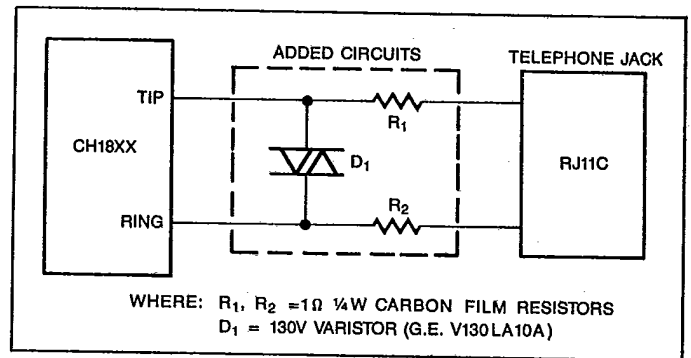 ADDED CIRCUITS
TELEPHONE JACK
TIP
R₁
CH18XX
D₁
RJ11C
R₂
RING
WHERE: R₁, R₂ =1Ω ¼W CARBON FILM RESISTORS
D₁ = 130V VARISTOR (G.E. V130LA10A)